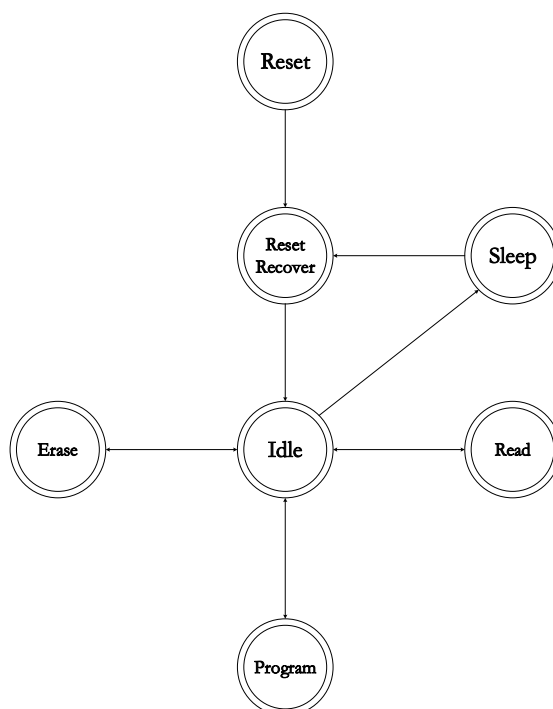 Reset
Reset
Recover
Sleep
Erase
Idle
Read
Program